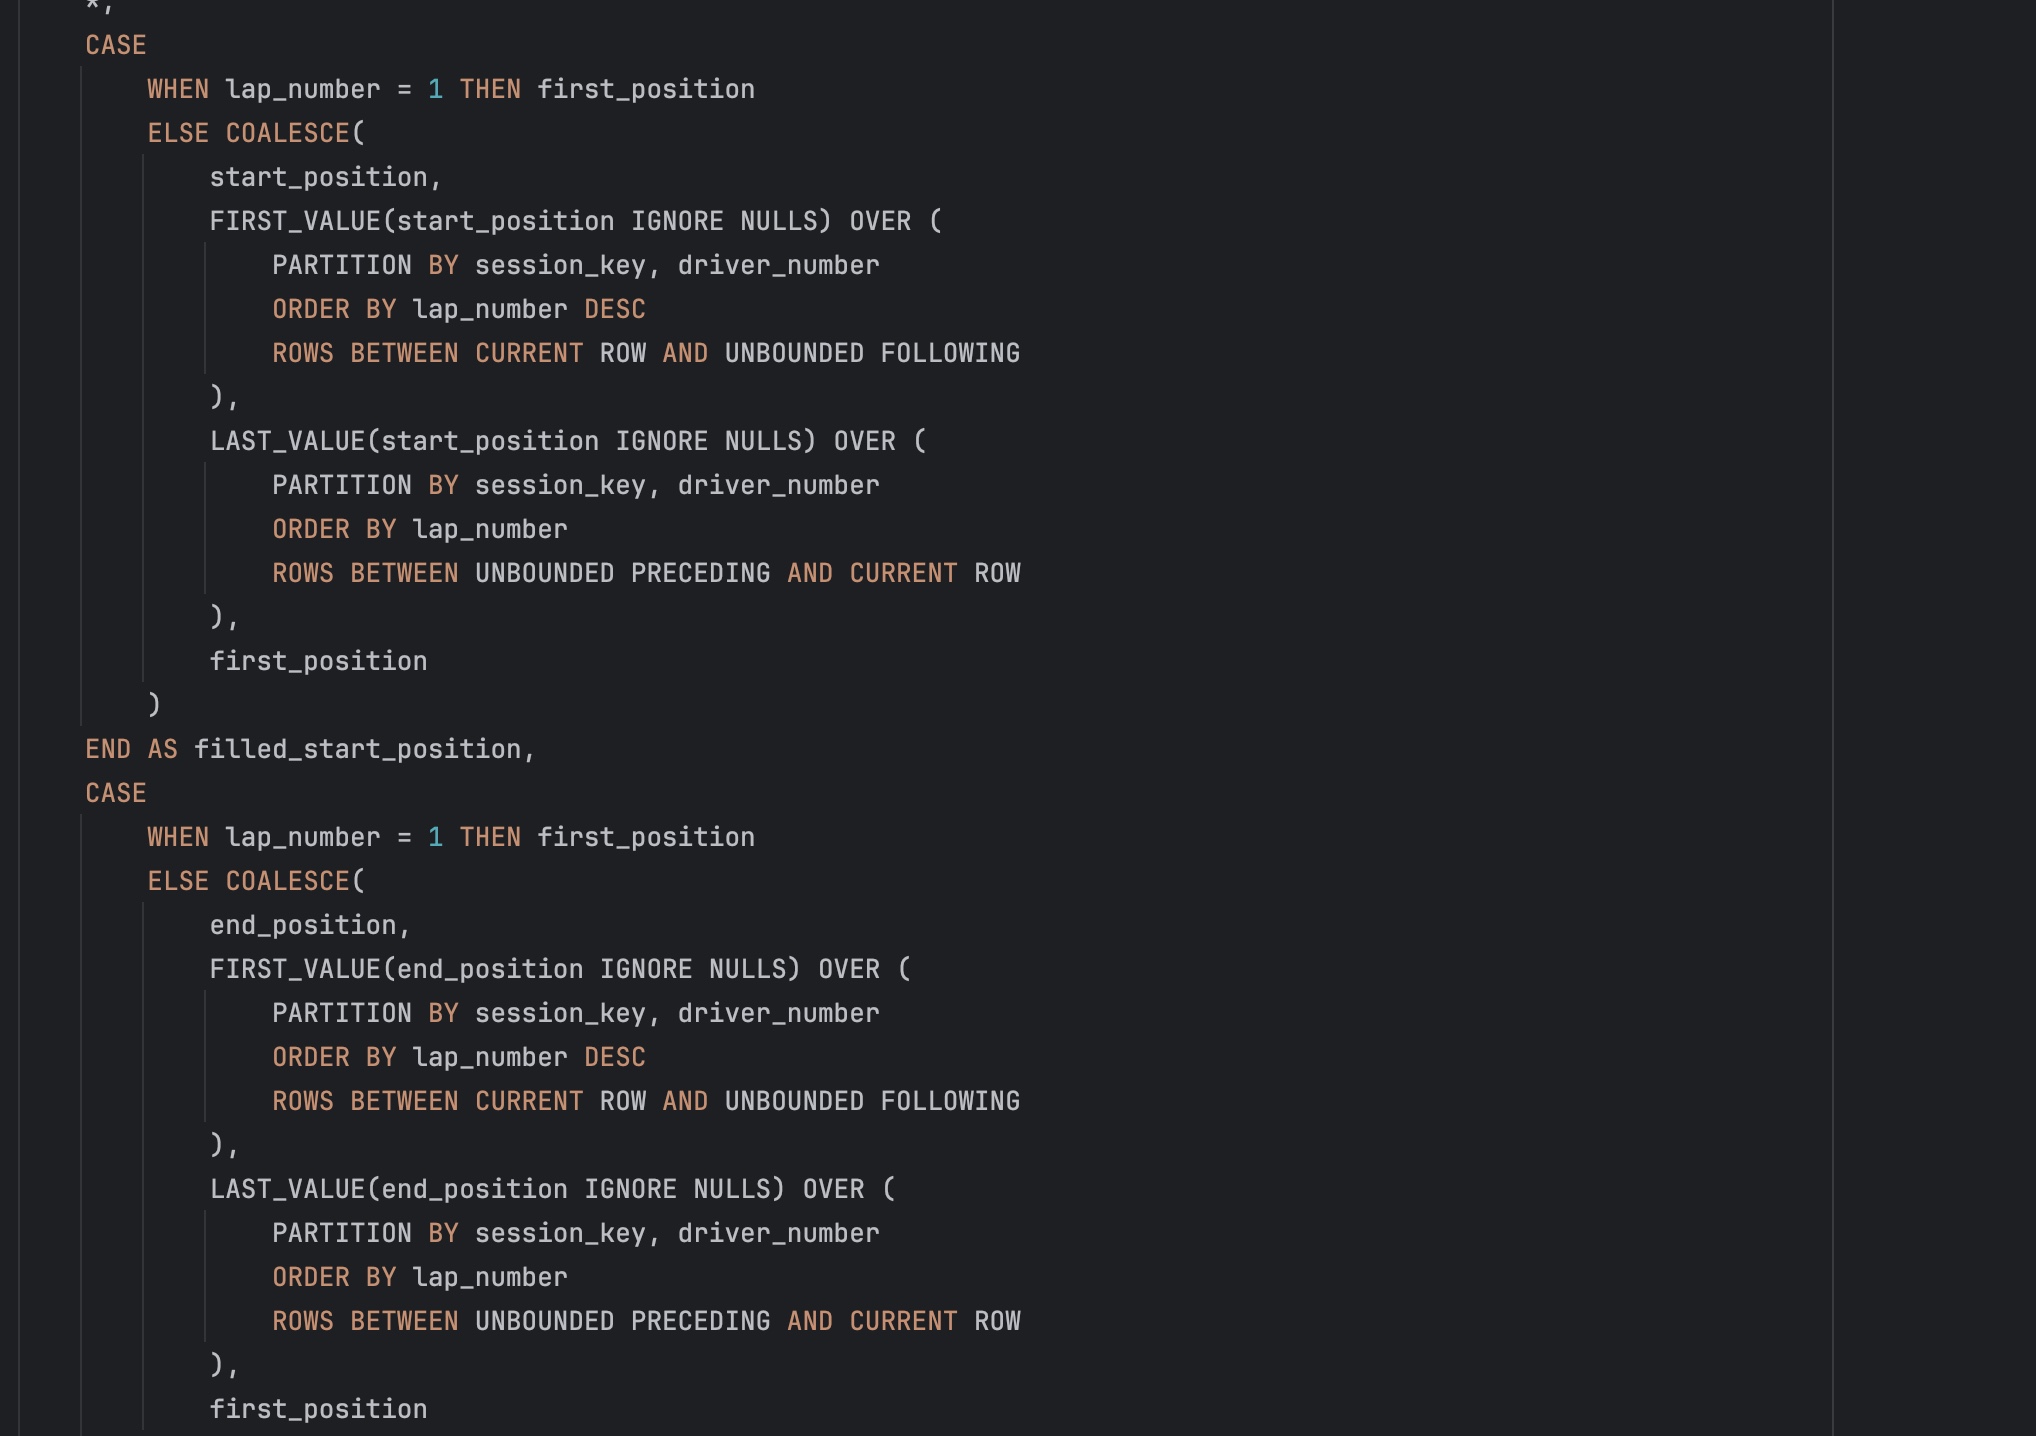 *,
CASE
WHEN lap_number = 1 THEN first_position
ELSE COALESCE(
start_position,
FIRST_VALUE(start_position IGNORE NULLS) OVER (
PARTITION BY session_key, driver_number
ORDER BY lap_number DESC
ROWS BETWEEN CURRENT ROW AND UNBOUNDED FOLLOWING
),
LAST_VALUE(start_position IGNORE NULLS) OVER (
PARTITION BY session_key, driver_number
ORDER BY lap_number
ROWS BETWEEN UNBOUNDED PRECEDING AND CURRENT ROW
),
first_position
)
END AS filled_start_position,
CASE
WHEN lap_number = 1 THEN first_position
ELSE COALESCE(
end_position,
FIRST_VALUE(end_position IGNORE NULLS) OVER (
PARTITION BY session_key, driver_number
ORDER BY lap_number DESC
ROWS BETWEEN CURRENT ROW AND UNBOUNDED FOLLOWING
),
LAST_VALUE(end_position IGNORE NULLS) OVER (
PARTITION BY session_key, driver_number
ORDER BY lap_number
ROWS BETWEEN UNBOUNDED PRECEDING AND CURRENT ROW
),
first_position